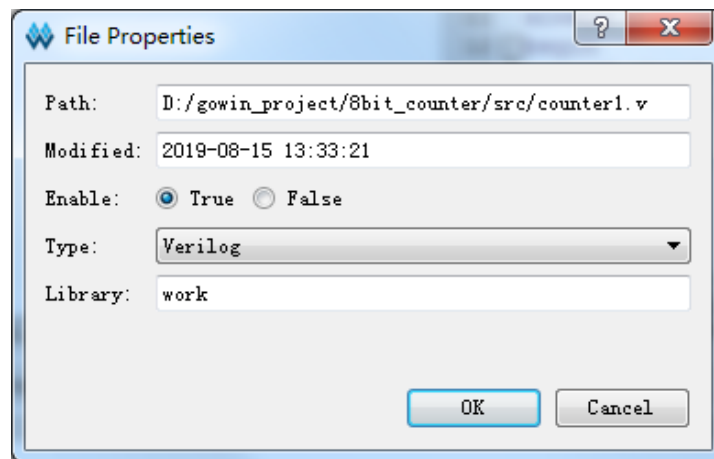 File Properties
Path: D:/gowin_project/8bit_counter/src/counter1.v
Modified: 2019-08-15 13:33:21
Enable: True False
Type: Verilog
Library: work
OK Cancel